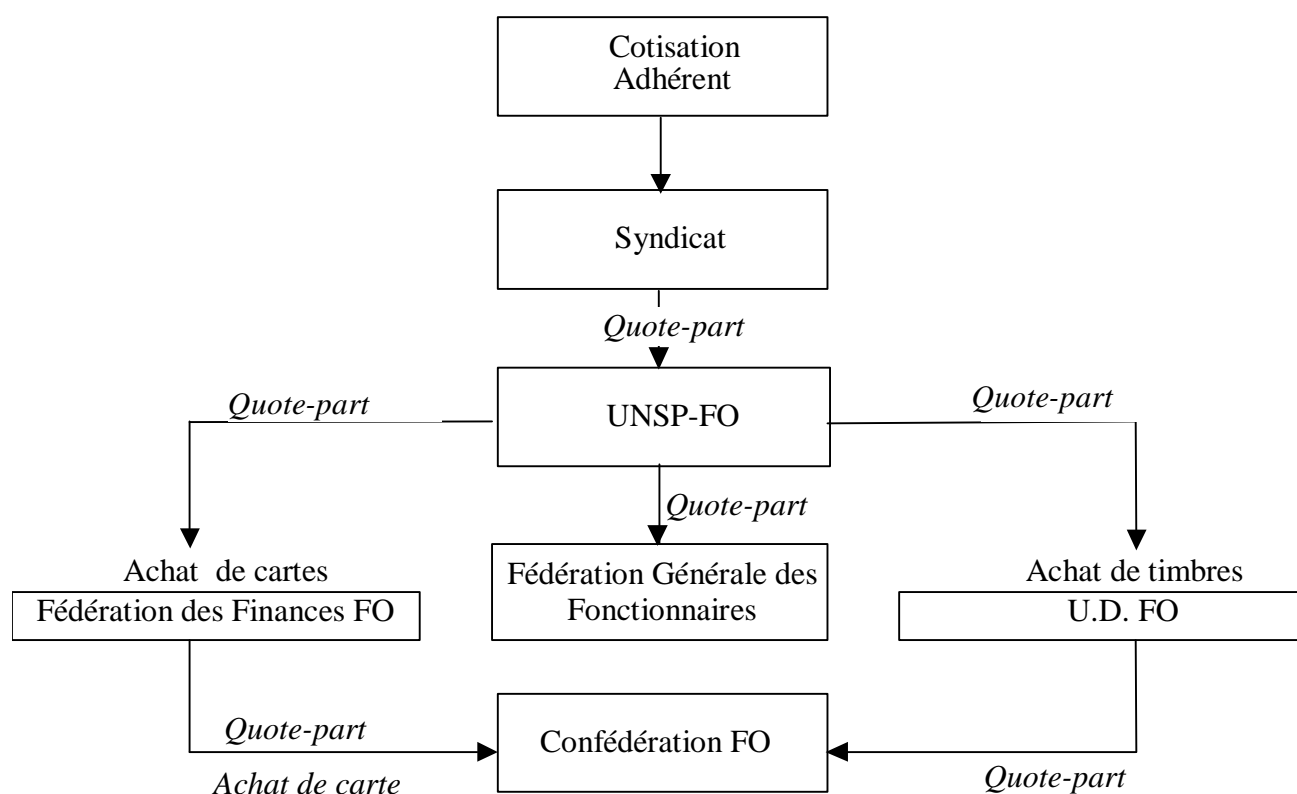 Cotisation
Adhérent
Syndicat
Quote-part
Quote-part
UNSP-FO
Quote-part
Quote-part
Achat de cartes
Fédération des Finances FO
Fédération Générale des
Fonctionnaires
Achat de timbres
U.D. FO
Quote-part
Achat de carte
Confédération FO
Quote-part